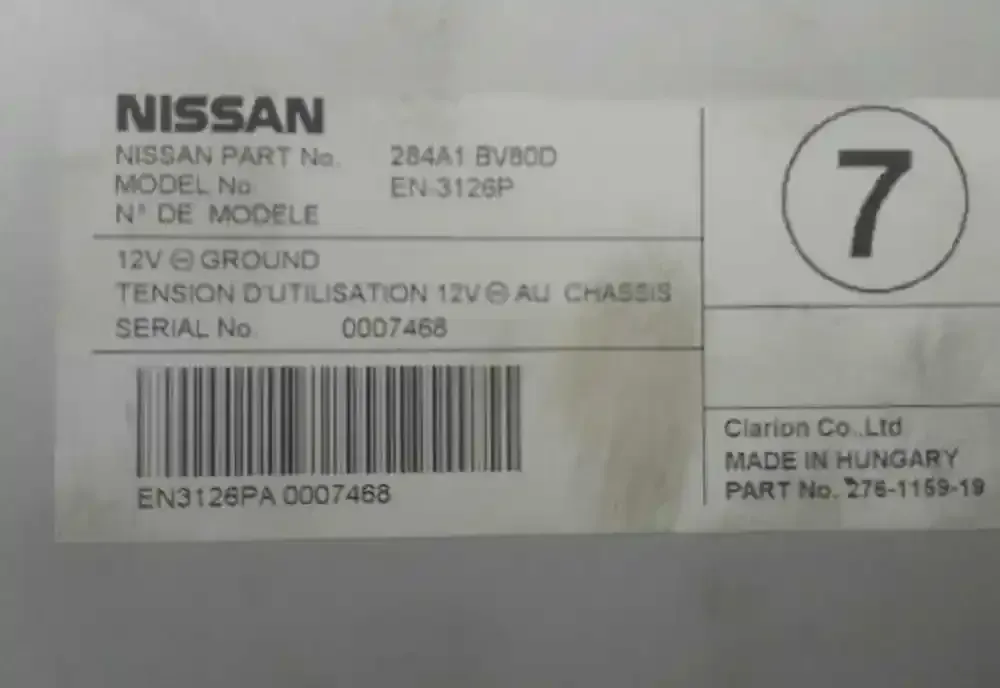 NISSAN
NISSAN PART No. 284A1 BV80D
MODEL No. EN-3126P
N° DE MODELE
12V ⊖ GROUND
TENSION D'UTILISATION 12V ⊖ AU CHASSIS
SERIAL No. 0007468
EN3126PA 0007468
7
Clarion Co.,Ltd
MADE IN HUNGARY
PART No. 276-1159-19